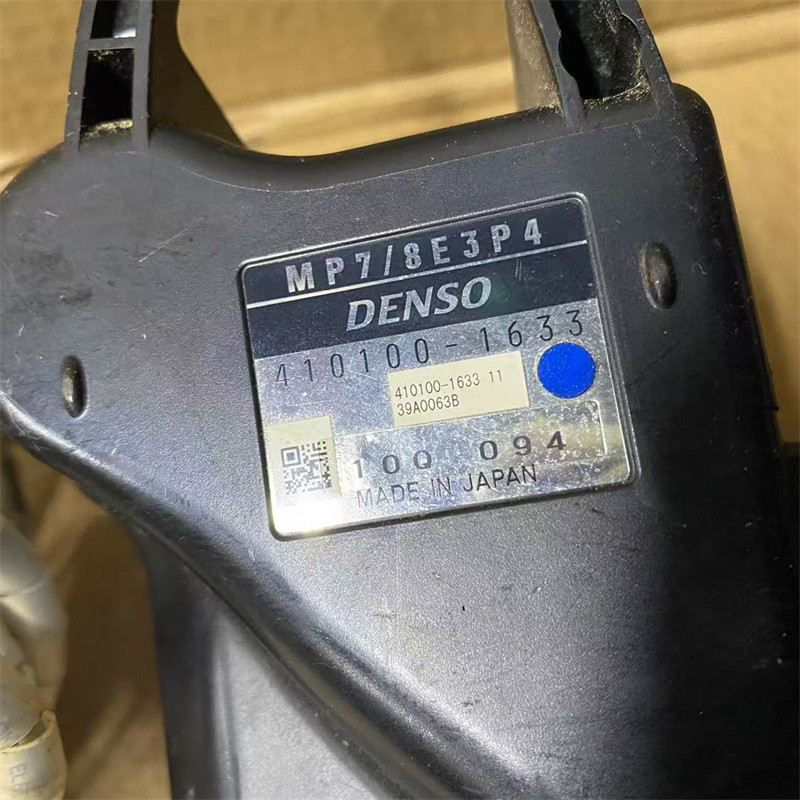 MP7/8E3P4
DENSO
410100-1633
410100-1633 11
39A0063B
10Q 094
MADE IN JAPAN